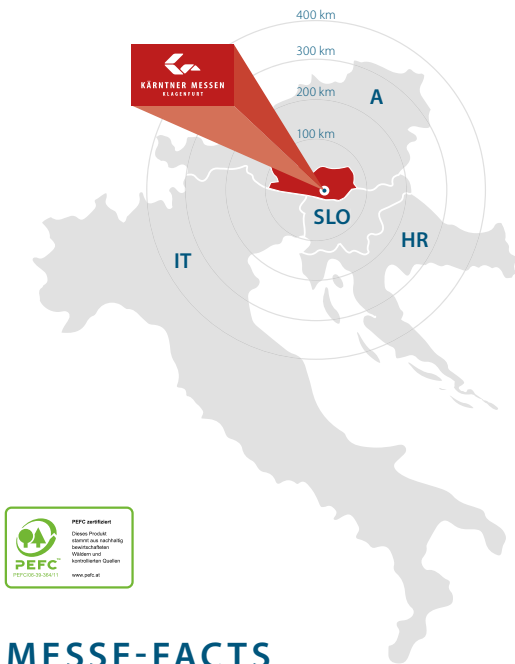 400 km
300 km
200 km
100 km
KÄRNTNER MESSEN
KLAGENFURT
A
SLO
HR
IT
PEFC zertifiziert
Dieses Produkt
stammt aus nachhaltig
bewirtschafteten
Wäldern und
kontrollierten Quellen
www.pefc.at
PEFC™
PEFC/06-39-364/11
MESSE-FACTS